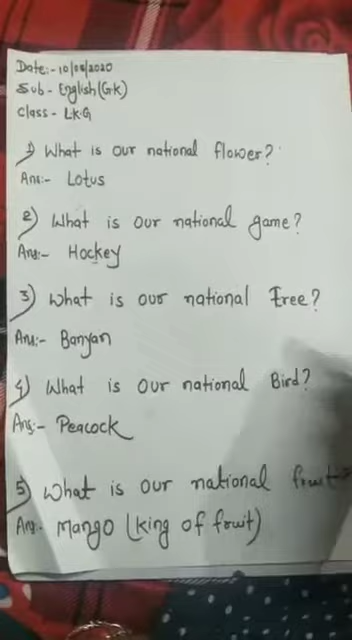 Date:- 10/08/2020
Sub - English(GK)
Class - LKG
1) What is our national flower?
Ans:- Lotus
2) What is our national game?
Ans:- Hockey
3) What is our national Tree?
Ans:- Banyan
4) What is our national Bird?
Ans:- Peacock
5) What is our national fruit?
Ans:- Mango (king of fruit)